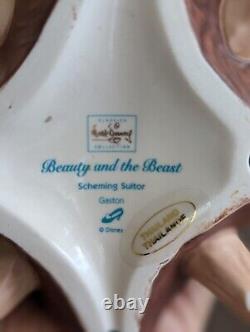 CLASSICS
Walt Disney
COLLECTION
Beauty and the Beast
Scheming Suitor
Gaston
© Disney
THAILAND
THAILANDE